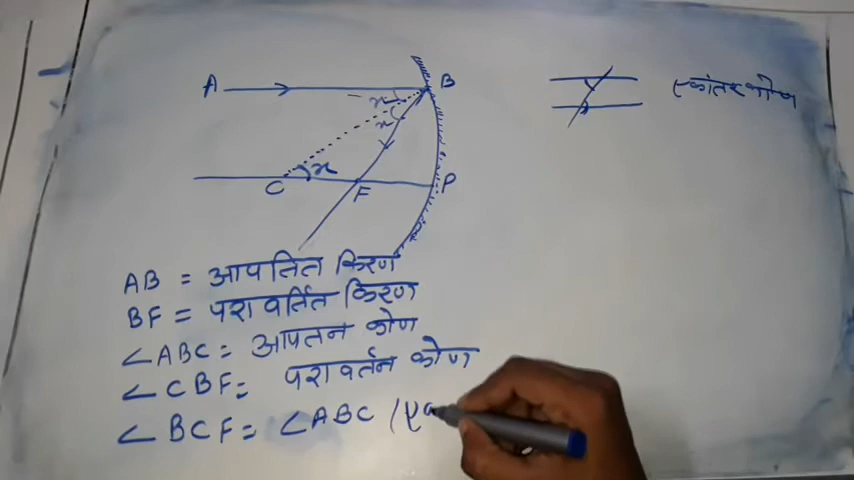 A B
x
x
C x F P
एकांतर कोण
AB = आपतित किरण
BF = परावर्तित किरण
∠ABC = आपतन कोण
∠CBF = परावर्तन कोण
∠BCF = ∠ABC (ए